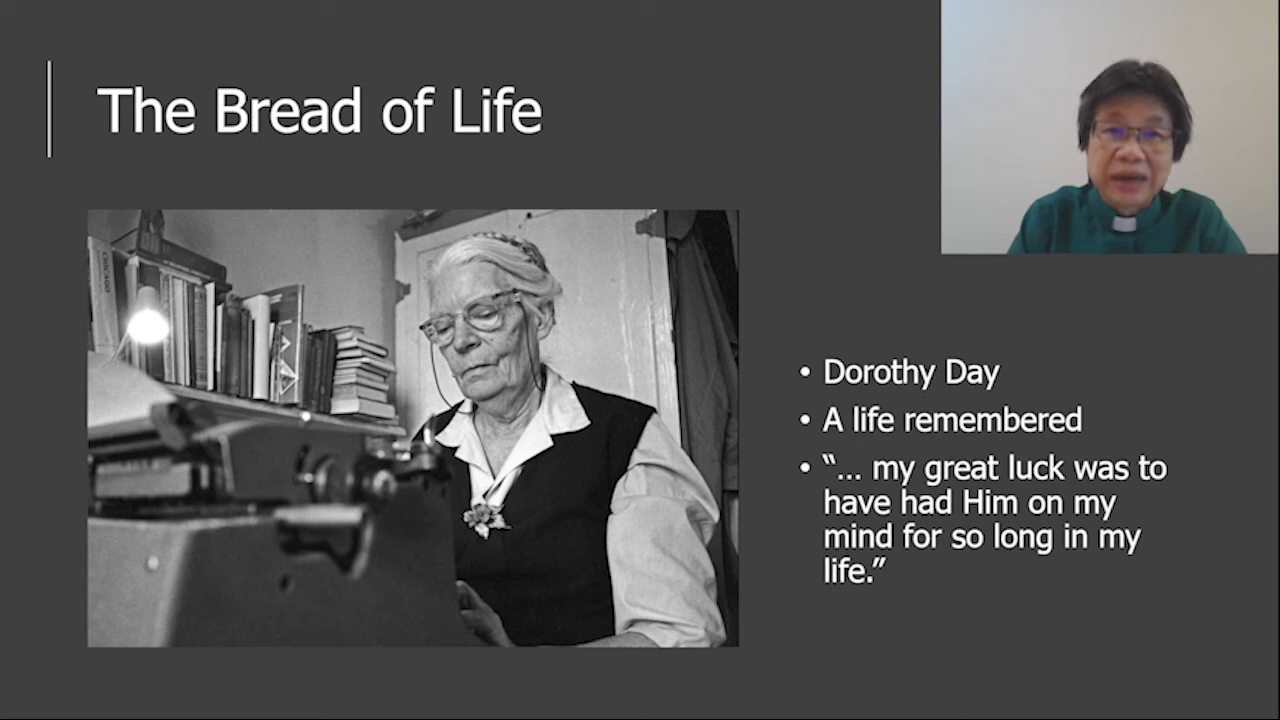 The Bread of Life
CHICAGO
• Dorothy Day
• A life remembered
• “... my great luck was to
have had Him on my
mind for so long in my
life.”